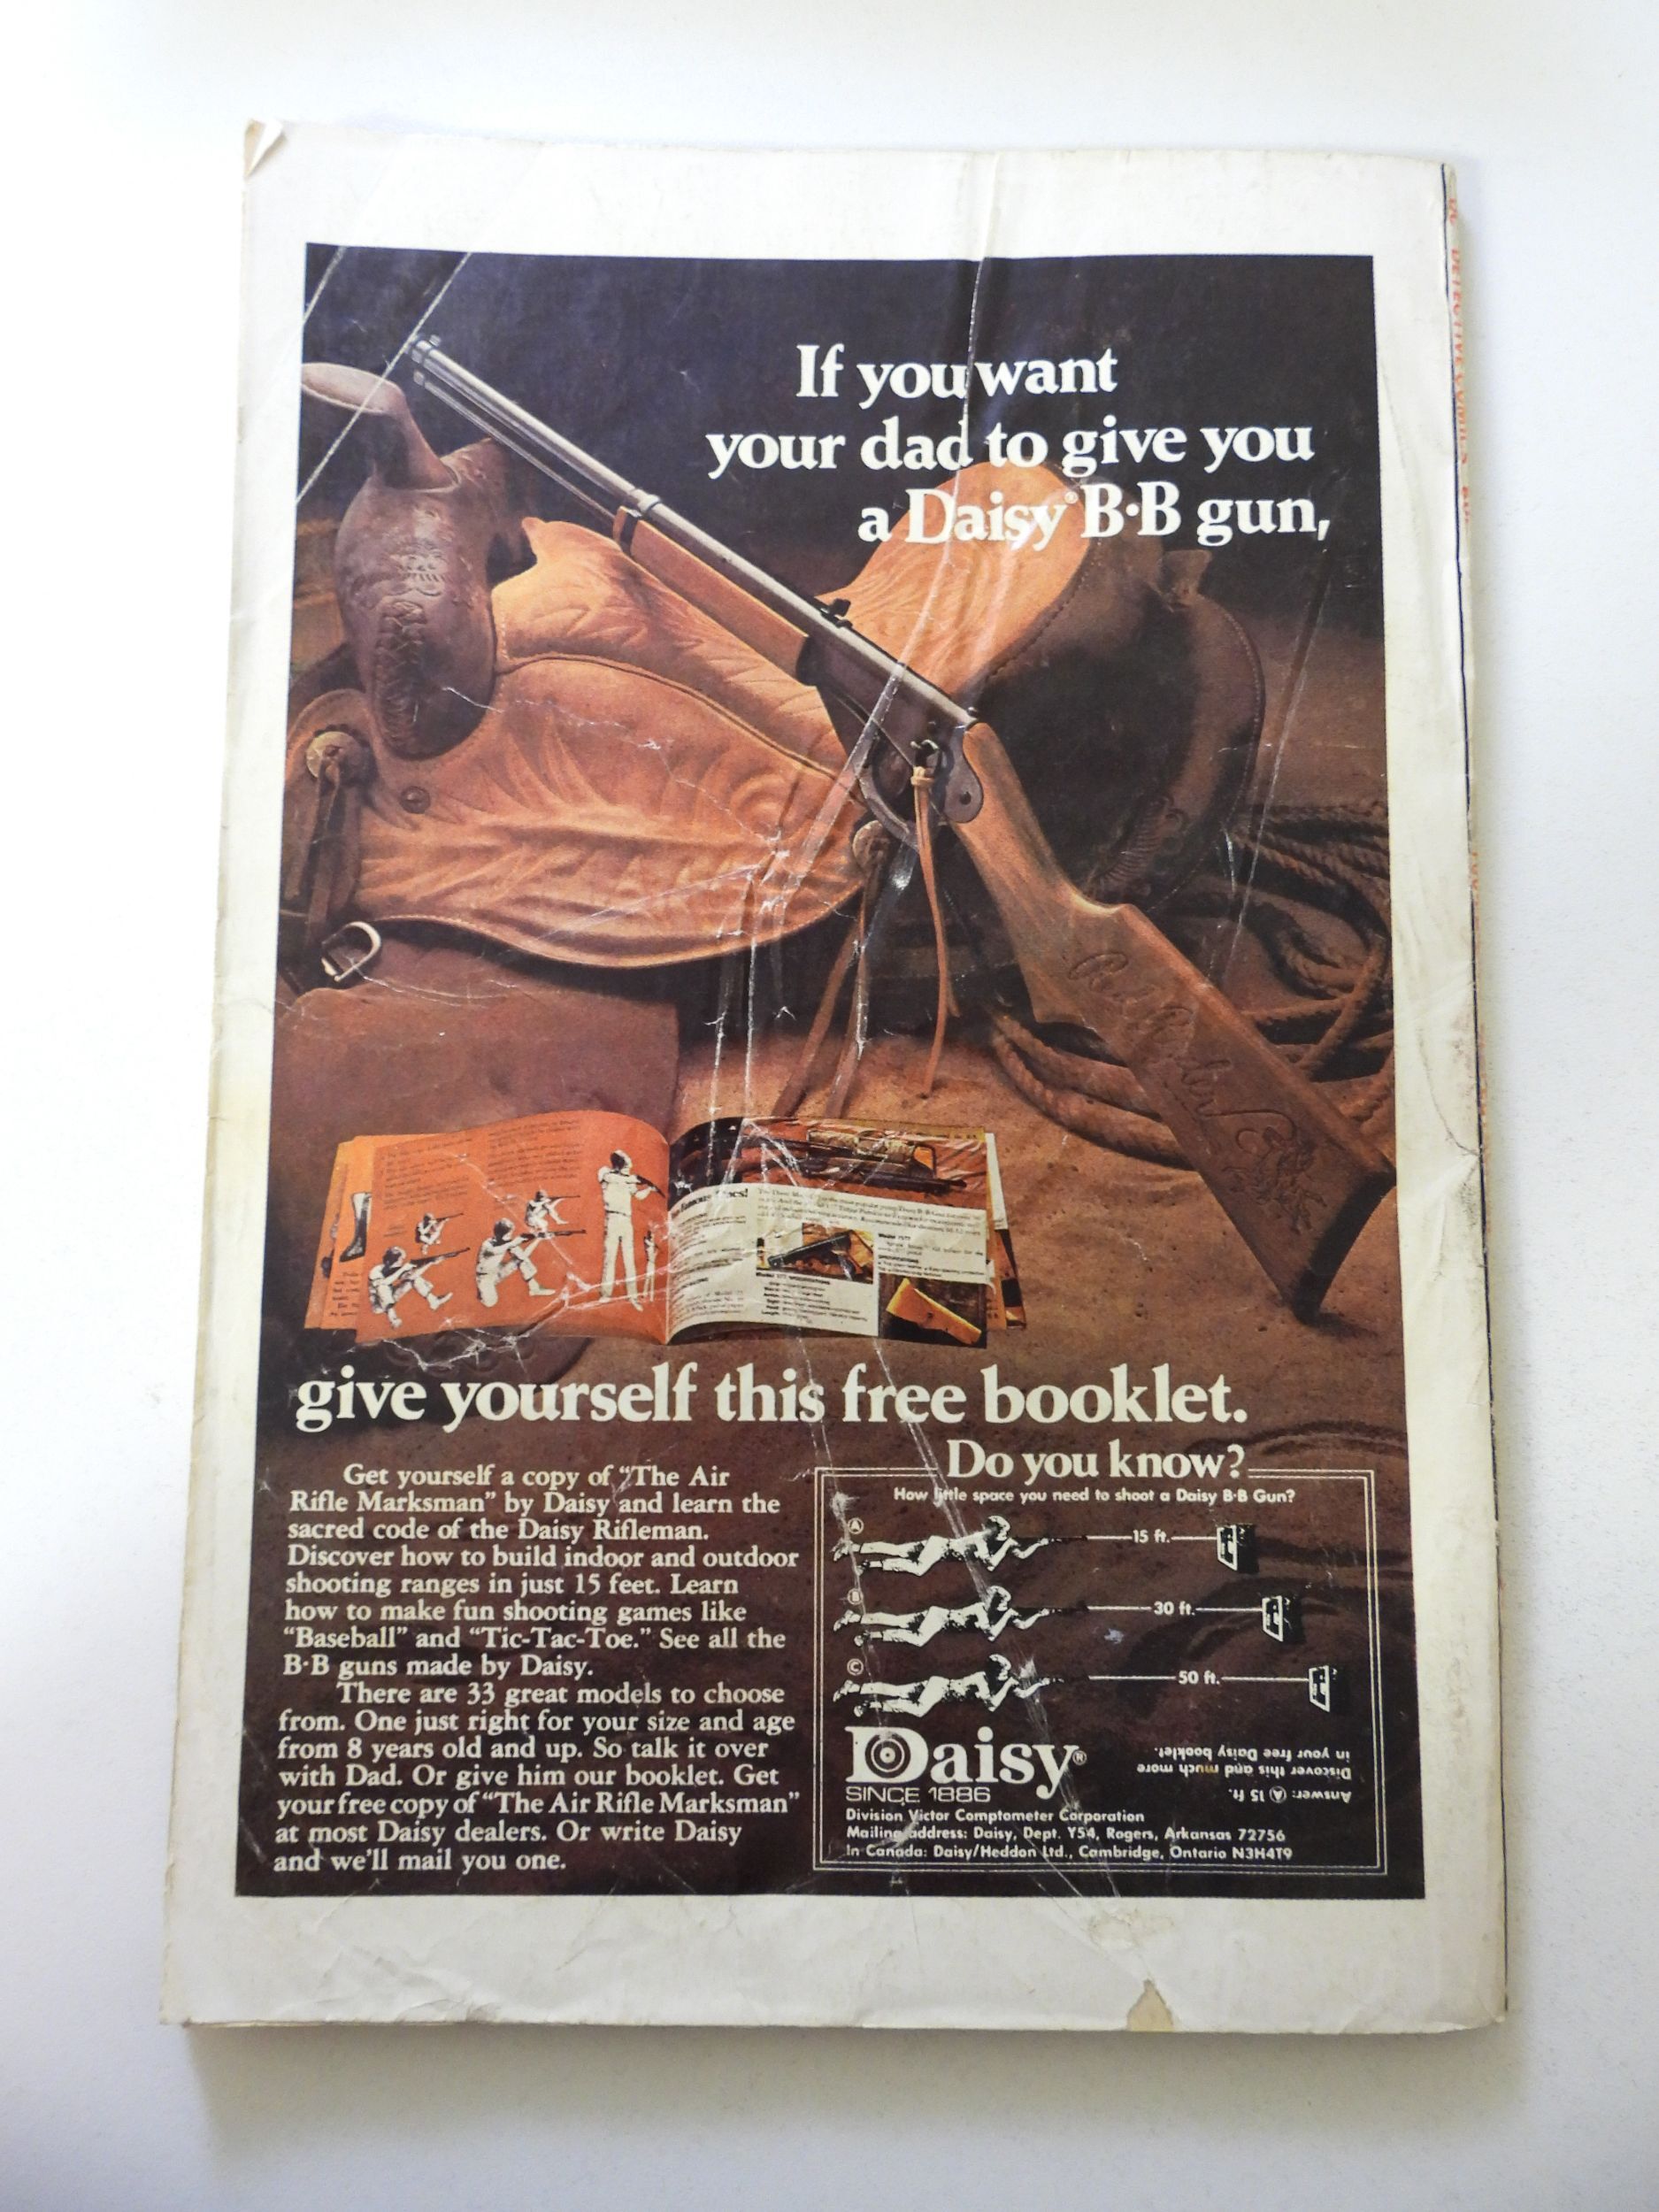 If you want
your dad to give you
a Daisy® B·B gun,
Red Ryder
give yourself this free booklet.
Get yourself a copy of “The Air
Rifle Marksman” by Daisy and learn the
sacred code of the Daisy Rifleman.
Discover how to build indoor and outdoor
shooting ranges in just 15 feet. Learn
how to make fun shooting games like
“Baseball” and “Tic-Tac-Toe.” See all the
B·B guns made by Daisy.
There are 33 great models to choose
from. One just right for your size and age
from 8 years old and up. So talk it over
with Dad. Or give him our booklet. Get
your free copy of “The Air Rifle Marksman”
at most Daisy dealers. Or write Daisy
and we'll mail you one.
Do you know?
How little space you need to shoot a Daisy B·B Gun?
A
15 ft.
B
30 ft.
C
50 ft.
Daisy®
SINCE 1886
Answer: A 15 ft.
Discover this and much more
in your free Daisy booklet.
Division Victor Comptometer Corporation
Mailing address: Daisy, Dept. Y54, Rogers, Arkansas 72756
In Canada: Daisy/Heddon Ltd., Cambridge, Ontario N3H4T9